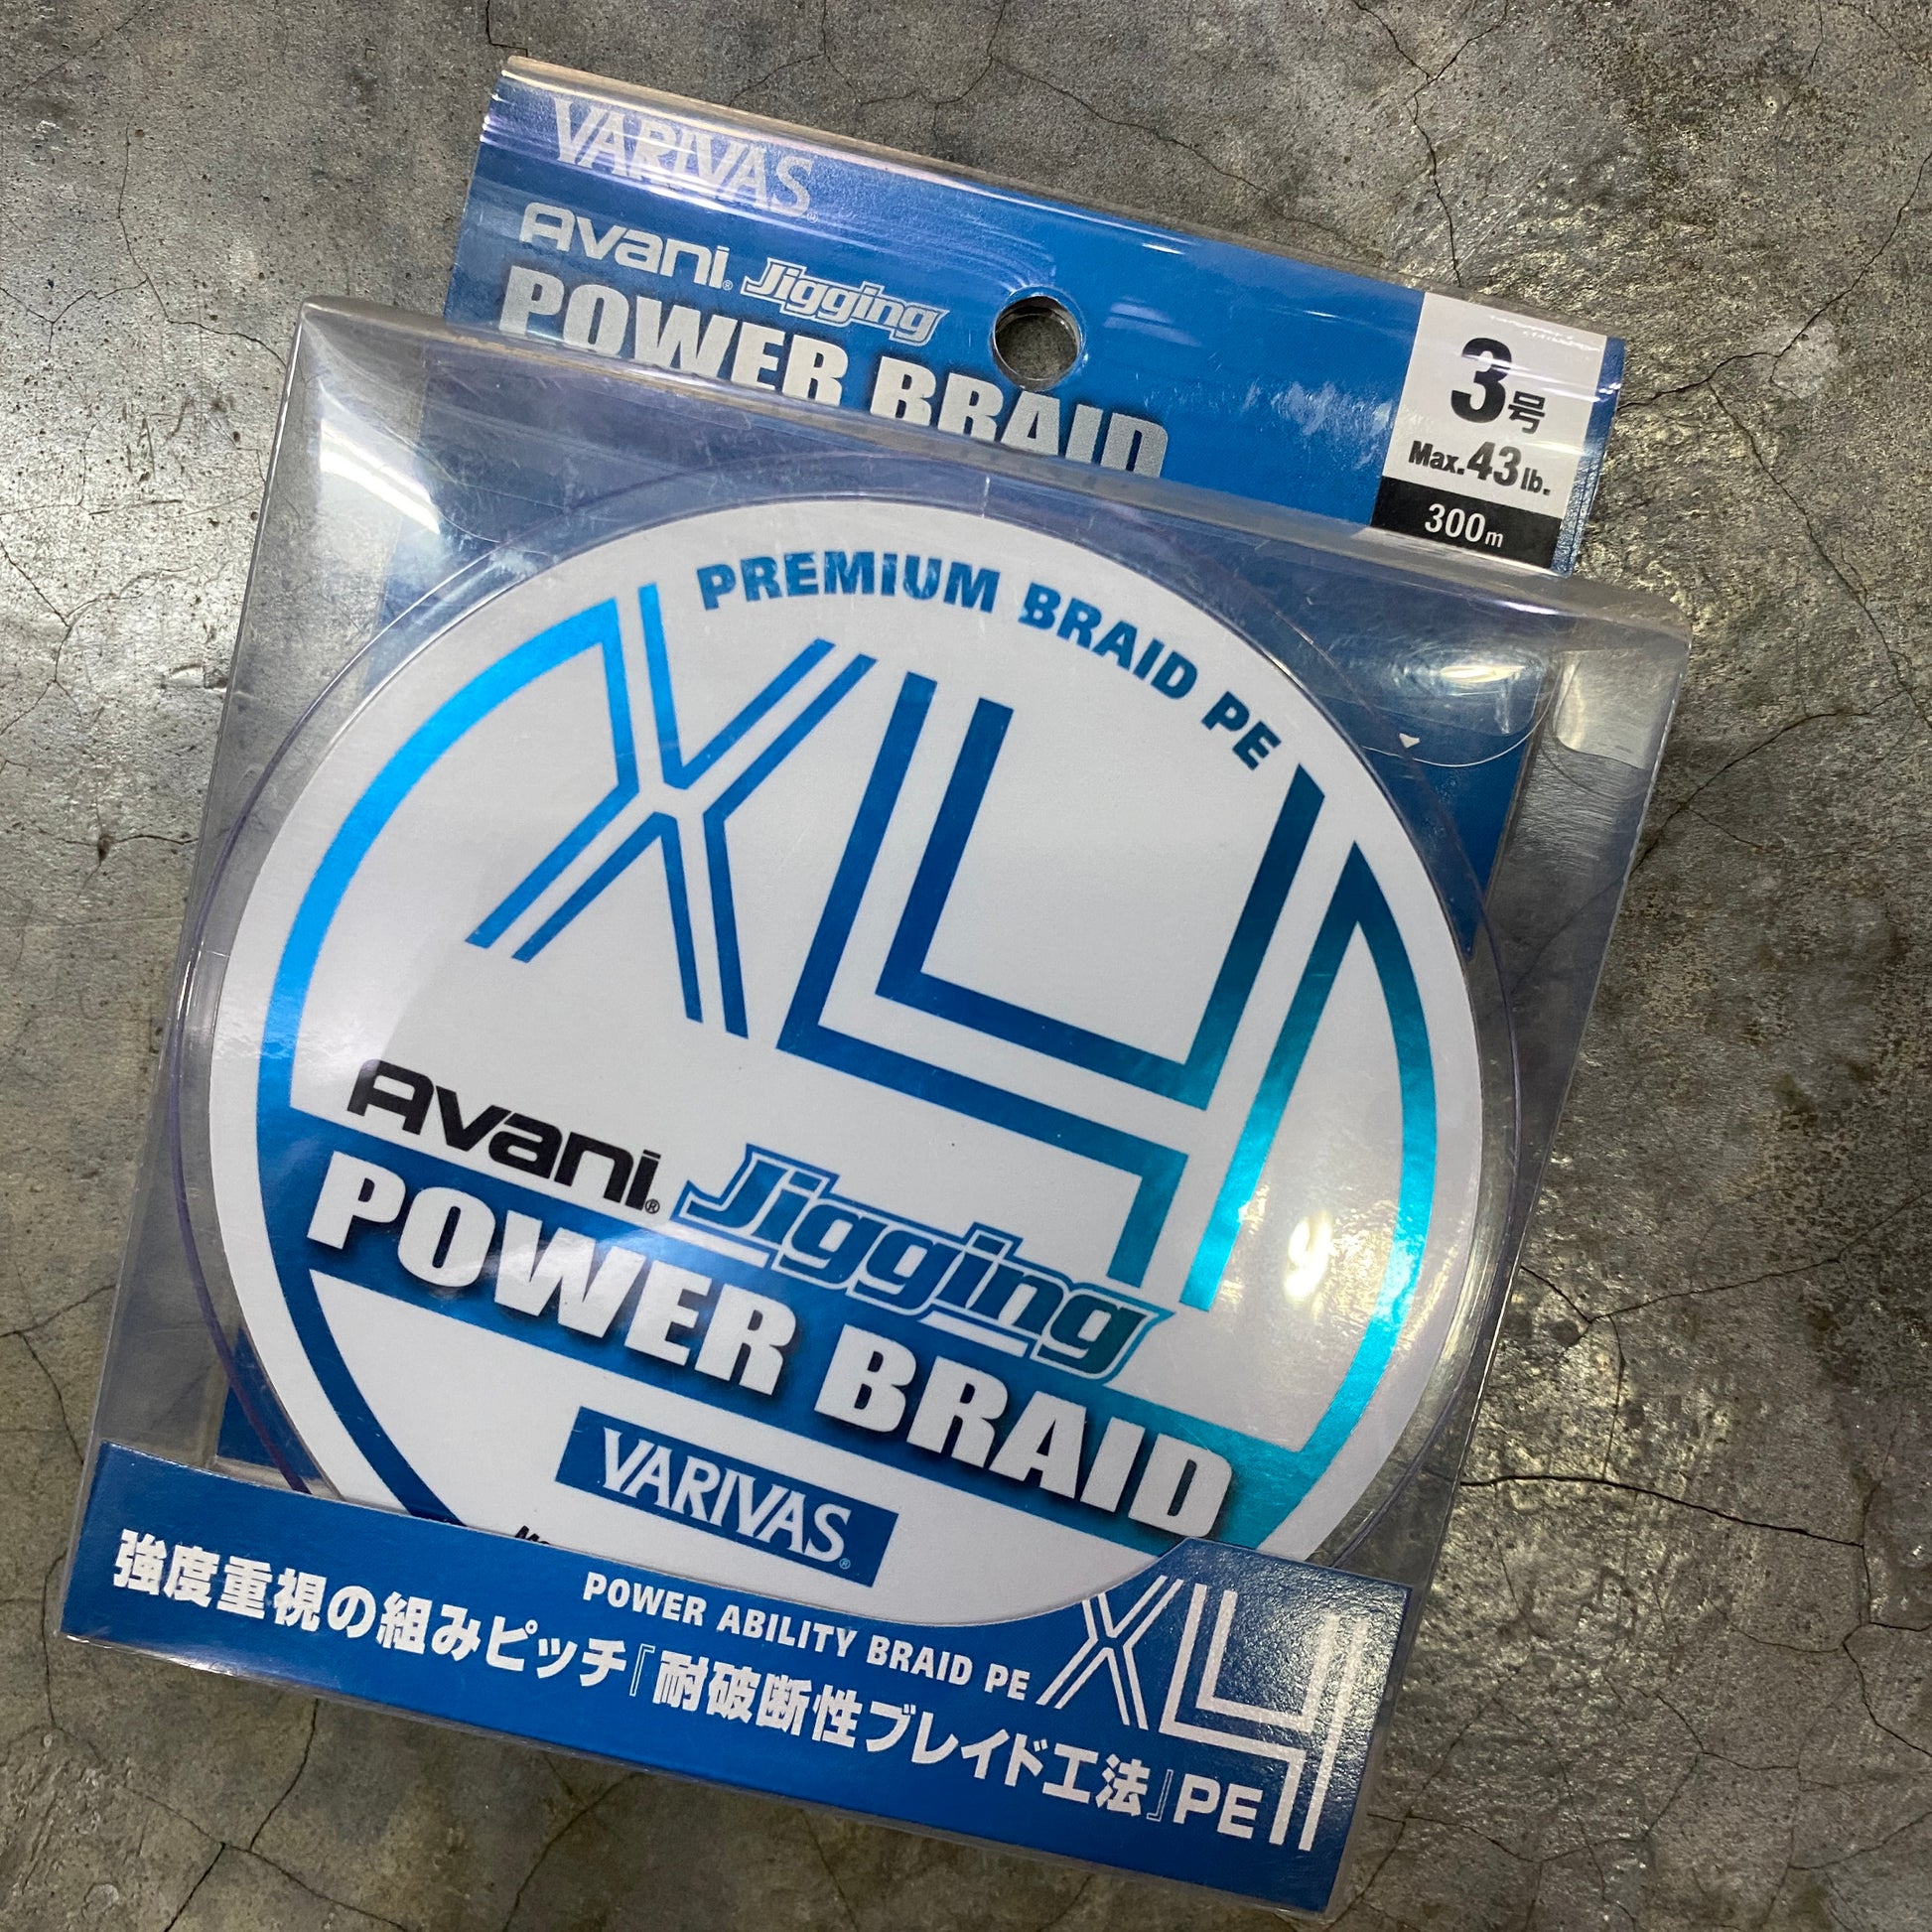 VARIVAS®
Avani® Jigging
POWER BRAID
3号
Max.43lb.
300m
PREMIUM BRAID PE
X4
Avani® Jigging
POWER BRAID
VARIVAS®
POWER ABILITY BRAID PE X4
強度重視の組みピッチ『耐破断性ブレイド工法』PE